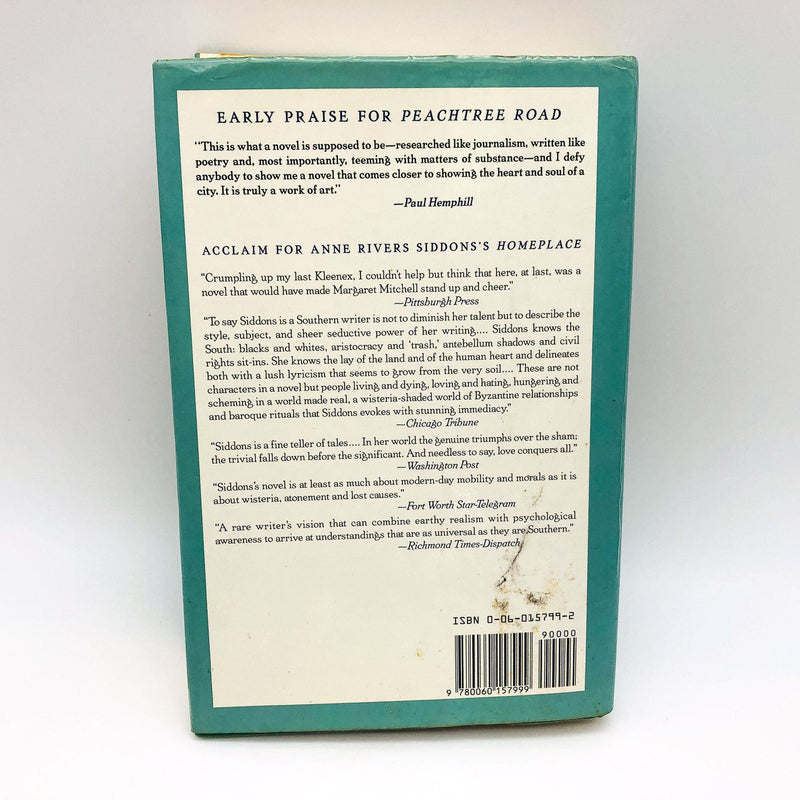 EARLY PRAISE FOR PEACHTREE ROAD
"This is what a novel is supposed to be—researched like journalism, written like
poetry and, most importantly, teeming with matters of substance—and I defy
anybody to show me a novel that comes closer to showing the heart and soul of a
city. It is truly a work of art."
—Paul Hemphill
ACCLAIM FOR ANNE RIVERS SIDDONS'S HOMEPLACE
"Crumpling up my last Kleenex, I couldn't help but think that here, at last, was a
novel that would have made Margaret Mitchell stand up and cheer."
—Pittsburgh Press
"To say Siddons is a Southern writer is not to diminish her talent but to describe the
style, subject, and sheer seductive power of her writing.... Siddons knows the
South: blacks and whites, aristocracy and 'trash,' antebellum shadows and civil
rights sit-ins. She knows the lay of the land and of the human heart and delineates
both with a lush lyricism that seems to grow from the very soil.... These are not
characters in a novel but people living and dying, loving and hating, hungering and
scheming in a world made real, a wisteria-shaded world of Byzantine relationships
and baroque rituals that Siddons evokes with stunning immediacy."
—Chicago Tribune
"Siddons is a fine teller of tales.... In her world the genuine triumphs over the sham;
the trivial falls down before the significant. And needless to say, love conquers all."
—Washington Post
"Siddons's novel is at least as much about modern-day mobility and morals as it is
about wisteria, atonement and lost causes."
—Fort Worth Star-Telegram
"A rare writer's vision that can combine earthy realism with psychological
awareness to arrive at understandings that are as universal as they are Southern."
—Richmond Times-Dispatch
ISBN 0-06-015799-2
90000
9 780060 157999